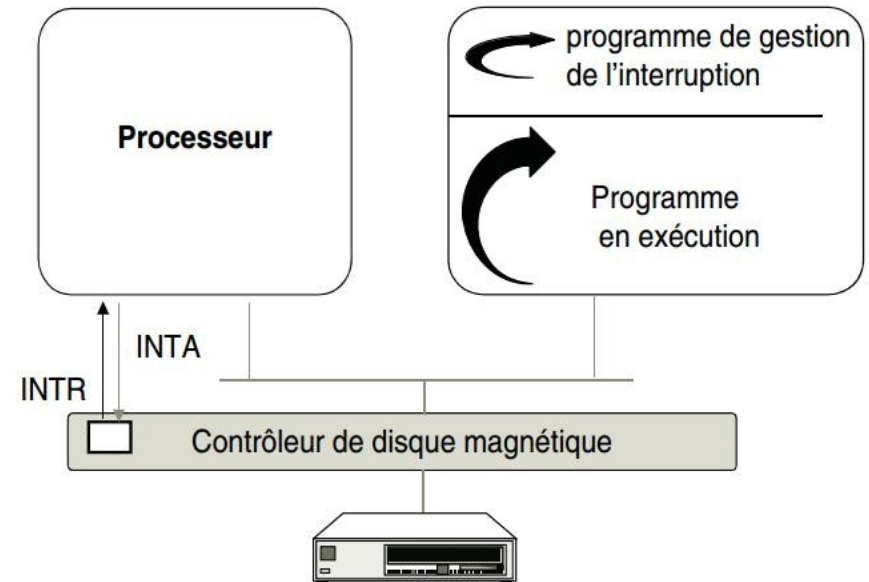 programme de gestion
de l'interruption
Processeur
Programme
en exécution
INTA
INTR
Contrôleur de disque magnétique